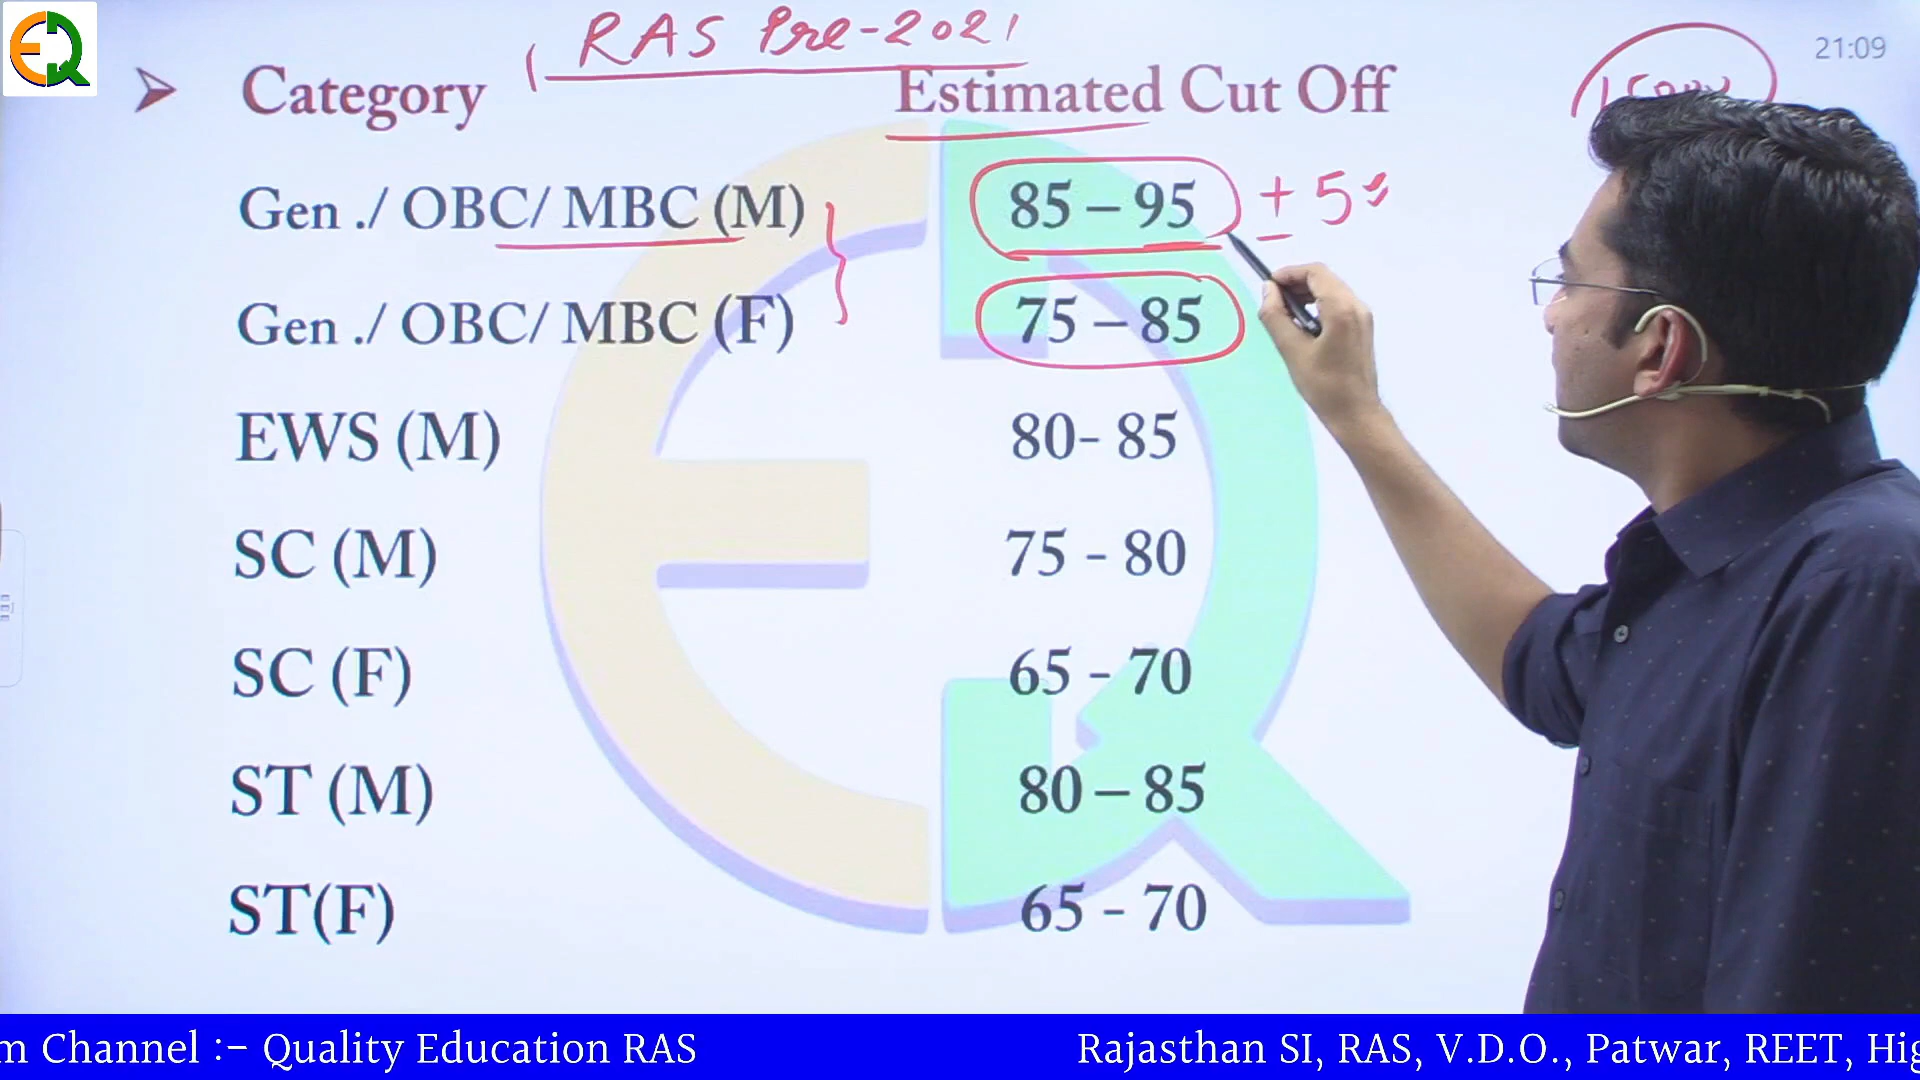 EQ
RAS Pre-2021
21:09
➤ Category Estimated Cut Off
Gen ./ OBC/ MBC (M) 85 – 95 ± 5
Gen ./ OBC/ MBC (F) 75 – 85
EWS (M) 80- 85
SC (M) 75 - 80
SC (F) 65 - 70
ST (M) 80 – 85
ST(F) 65 - 70
m Channel :- Quality Education RAS Rajasthan SI, RAS, V.D.O., Patwar, REET, Hig